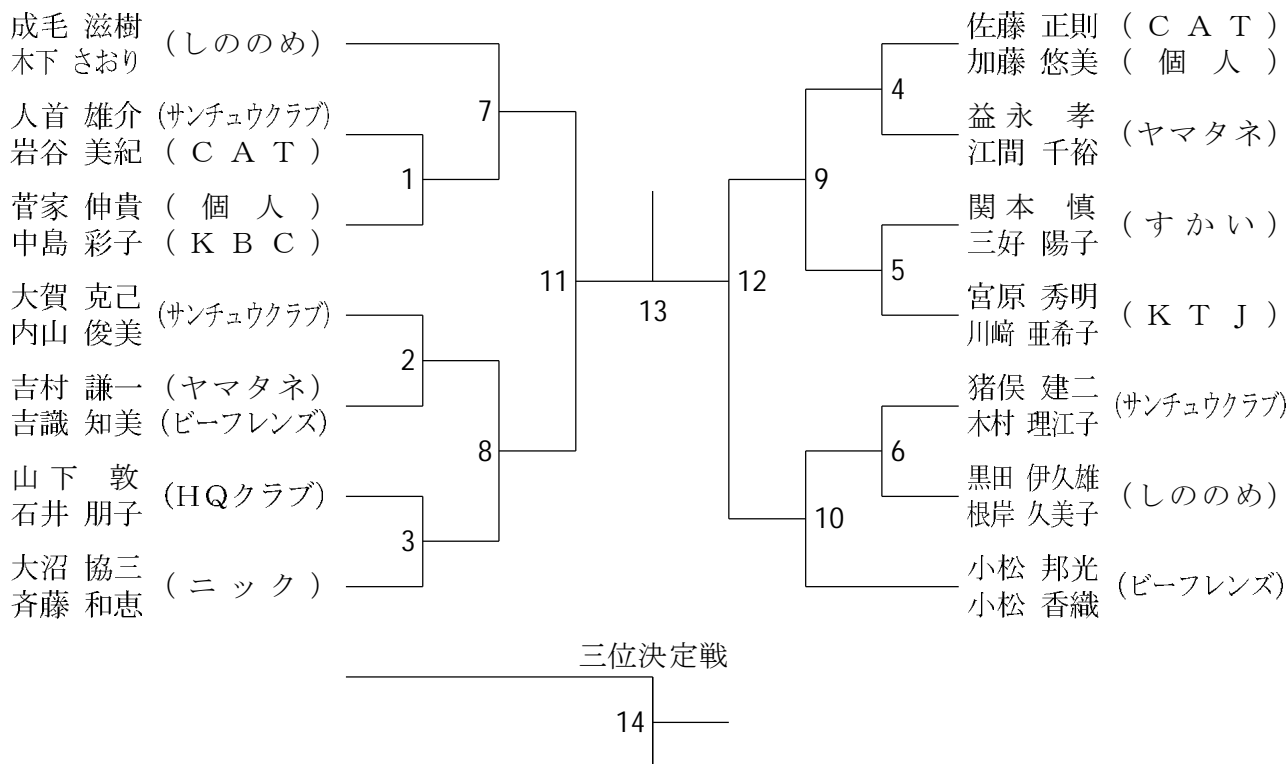 成毛 滋樹 (しののめ)
木下 さおり
7
人首 雄介 (サンチュウクラブ)
岩谷 美紀 (CAT)
1
菅家 伸貴 (個人)
中島 彩子 (KBC)
11
大賀 克己 (サンチュウクラブ)
内山 俊美
2
吉村 謙一 (ヤマタネ)
吉識 知美 (ビーフレンズ)
8
山下 敦 (HQクラブ)
石井 朋子
3
大沼 協三 (ニック)
斉藤 和恵
13
佐藤 正則 (CAT)
加藤 悠美 (個人)
4
益永 孝 (ヤマタネ)
江間 千裕
9
関本 慎 (すかい)
三好 陽子
5
宮原 秀明 (KTJ)
川﨑 亜希子
12
猪俣 建二 (サンチュウクラブ)
木村 理江子
6
黒田 伊久雄 (しののめ)
根岸 久美子
10
小松 邦光 (ビーフレンズ)
小松 香織
三位決定戦
14